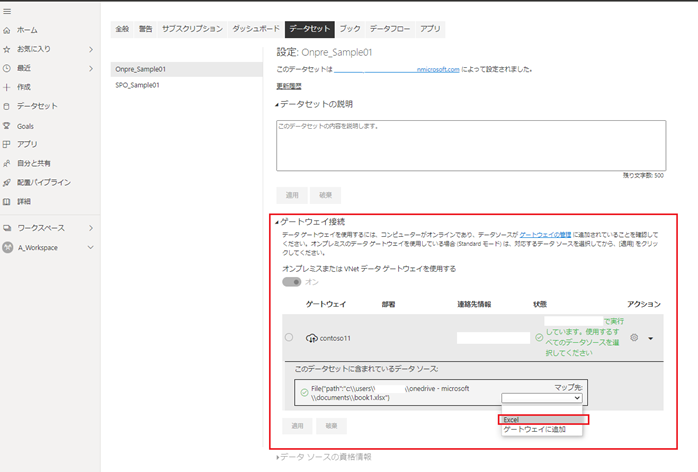 ホーム
お気に入り
最近
作成
データセット
Goals
アプリ
自分と共有
配置パイプライン
詳細
ワークスペース
A_Workspace
全般 警告 サブスクリプション ダッシュボード データセット ブック データフロー アプリ
Onpre_Sample01
SPO_Sample01
設定: Onpre_Sample01
このデータセットは nmicrosoft.com によって設定されました。
更新履歴
データセットの説明
このデータセットの内容を説明します。
残り文字数: 500
適用 破棄
ゲートウェイ接続
データ ゲートウェイを使用するには、コンピューターがオンラインであり、データソースが ゲートウェイの管理 に追加されていることを確認して
ください。オンプレミスのデータ ゲートウェイを使用している場合 (Standard モード) は、対応するデータ ソースを選択してから、[適用] をクリッ
クしてください。
オンプレミスまたは VNet データ ゲートウェイを使用する
オン
ゲートウェイ 部署 連絡先情報 状態 アクション
contoso11
で実行
しています。使用するす
べてのデータソースを選
択してください
このデータセットに含まれているデータ ソース:
File{"path":"c:\\users\\ \\onedrive - microsoft
\\documents\\book1.xlsx"}
マップ先:
Excel
ゲートウェイに追加
適用 破棄
データ ソースの資格情報